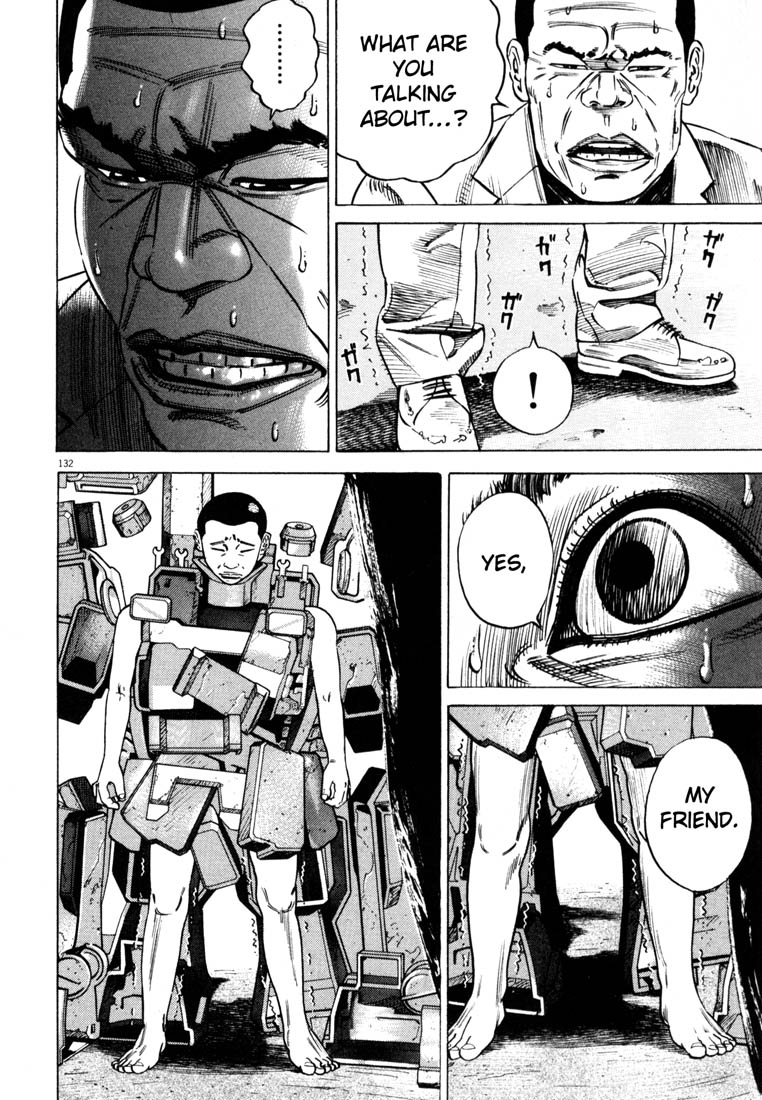 WHAT ARE
YOU
TALKING
ABOUT...?
………
ガク
ガク
ガク
ガク
ガク
!
132
YES,
MY
FRIEND.